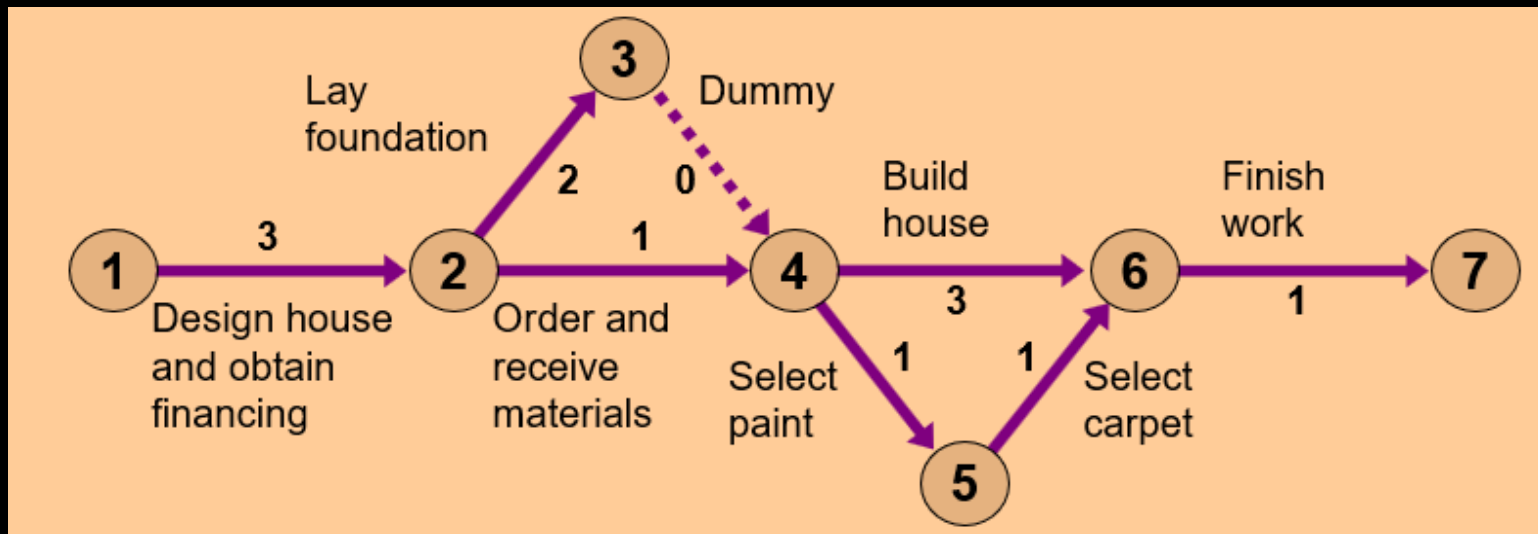 3
Lay
foundation
Dummy
2
0
Build
house
Finish
work
3
1
1
2
4
6
7
Design house
and obtain
financing
Order and
receive
materials
3
1
1
1
Select
paint
Select
carpet
5